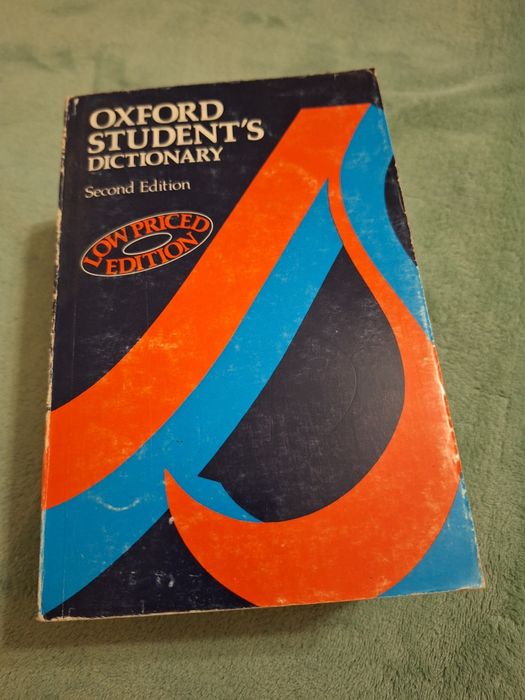 OXFORD
STUDENT'S
DICTIONARY
Second Edition
LOW PRICED
EDITION